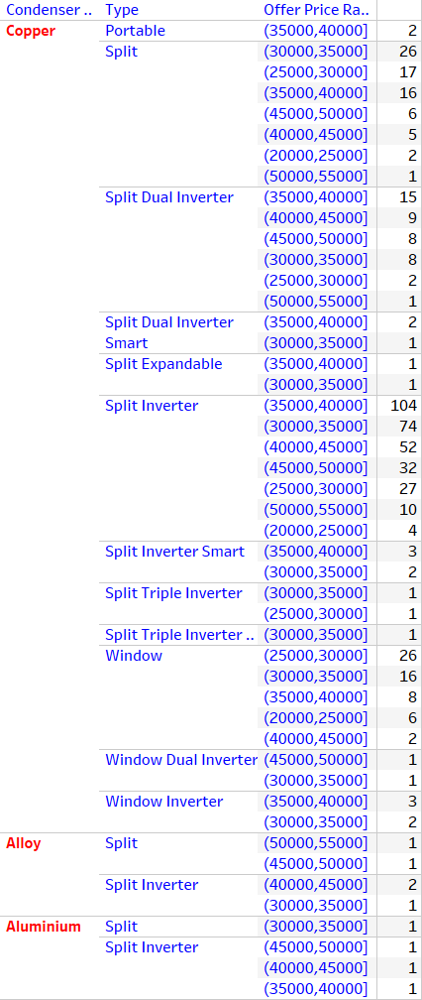 Condenser .. Type Offer Price Ra..
Copper Portable (35000,40000] 2
Split (30000,35000] 26
(25000,30000] 17
(35000,40000] 16
(45000,50000] 6
(40000,45000] 5
(20000,25000] 2
(50000,55000] 1
Split Dual Inverter (35000,40000] 15
(40000,45000] 9
(45000,50000] 8
(30000,35000] 8
(25000,30000] 2
(50000,55000] 1
Split Dual Inverter (35000,40000] 2
Smart (30000,35000] 1
Split Expandable (35000,40000] 1
(30000,35000] 1
Split Inverter (35000,40000] 104
(30000,35000] 74
(40000,45000] 52
(45000,50000] 32
(25000,30000] 27
(50000,55000] 10
(20000,25000] 4
Split Inverter Smart (35000,40000] 3
(30000,35000] 2
Split Triple Inverter (30000,35000] 1
(25000,30000] 1
Split Triple Inverter .. (30000,35000] 1
Window (25000,30000] 26
(30000,35000] 16
(35000,40000] 8
(20000,25000] 6
(40000,45000] 2
Window Dual Inverter (45000,50000] 1
(30000,35000] 1
Window Inverter (35000,40000] 3
(30000,35000] 2
Alloy Split (50000,55000] 1
(45000,50000] 1
Split Inverter (40000,45000] 2
(30000,35000] 1
Aluminium Split (30000,35000] 1
Split Inverter (45000,50000] 1
(40000,45000] 1
(35000,40000] 1